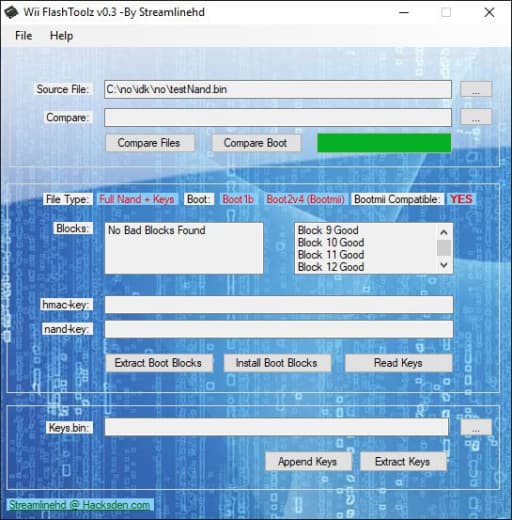 Wii FlashToolz v0.3 -By Streamlinehd
File Help
Source File: C:\no\idk\no\testNand.bin ...
Compare: ...
Compare Files Compare Boot
File Type: Full Nand + Keys Boot: Boot1b Boot2v4 (Bootmii) Bootmii Compatible: YES
Blocks: No Bad Blocks Found
Block 9 Good
Block 10 Good
Block 11 Good
Block 12 Good
hmac-key:
nand-key:
Extract Boot Blocks Install Boot Blocks Read Keys
Keys.bin: ...
Append Keys Extract Keys
Streamlinehd @ Hacksden.com